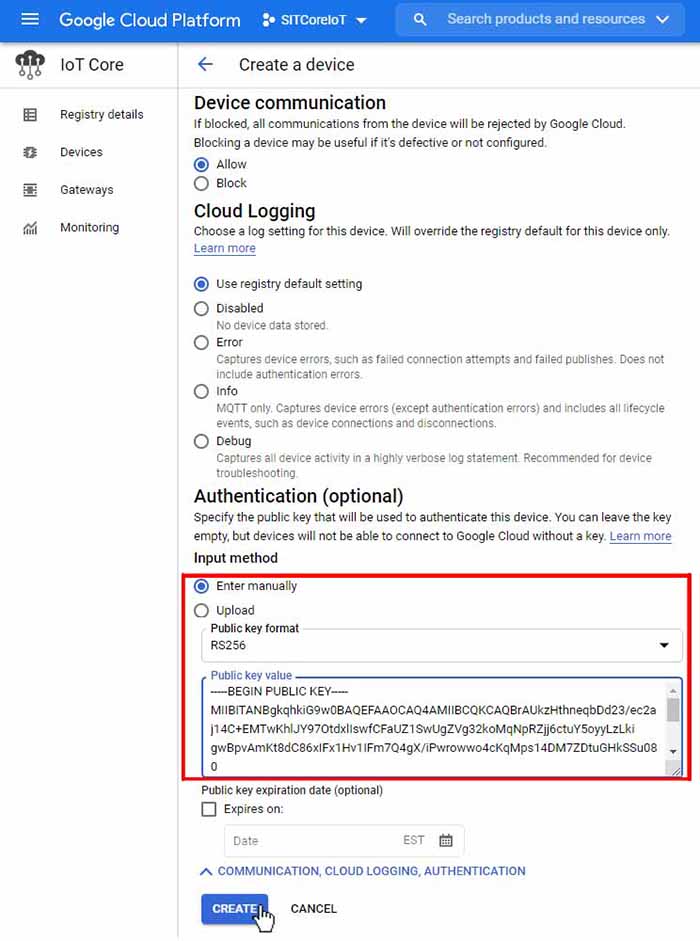 Google Cloud Platform
SITCoreIoT
Search products and resources
IoT Core
Create a device
Registry details
Devices
Gateways
Monitoring
Device communication
If blocked, all communications from the device will be rejected by Google Cloud.
Blocking a device may be useful if it's defective or not configured.
Allow
Block
Cloud Logging
Choose a log setting for this device. Will override the registry default for this device only.
Learn more
Use registry default setting
Disabled
No device data stored.
Error
Captures device errors, such as failed connection attempts and failed publishes. Does not
include authentication errors.
Info
MQTT only. Captures device errors (except authentication errors) and includes all lifecycle
events, such as device connections and disconnections.
Debug
Captures all device activity in a highly verbose log statement. Recommended for device
troubleshooting.
Authentication (optional)
Specify the public key that will be used to authenticate this device. You can leave the key
empty, but devices will not be able to connect to Google Cloud without a key. Learn more
Input method
Enter manually
Upload
Public key format
RS256
Public key value
-----BEGIN PUBLIC KEY-----
MIIBITANBgkqhkiG9w0BAQEFAAOCAQ4AMIIBCQKCAQBrAUkzHthneqbDd23/ec2a
j14C+EMTwKhlJY97OtdxlIswfCFaUZ1SwUgZVg32koMqNpRZjj6ctuY5oyyLzLki
gwBpvAmKt8dC86xIFx1Hv1IFm7Q4gX/iPwrowwo4cKqMps14DM7ZDtuGHkSSu08
0
Public key expiration date (optional)
Expires on:
Date
EST
COMMUNICATION, CLOUD LOGGING, AUTHENTICATION
CREATE
CANCEL